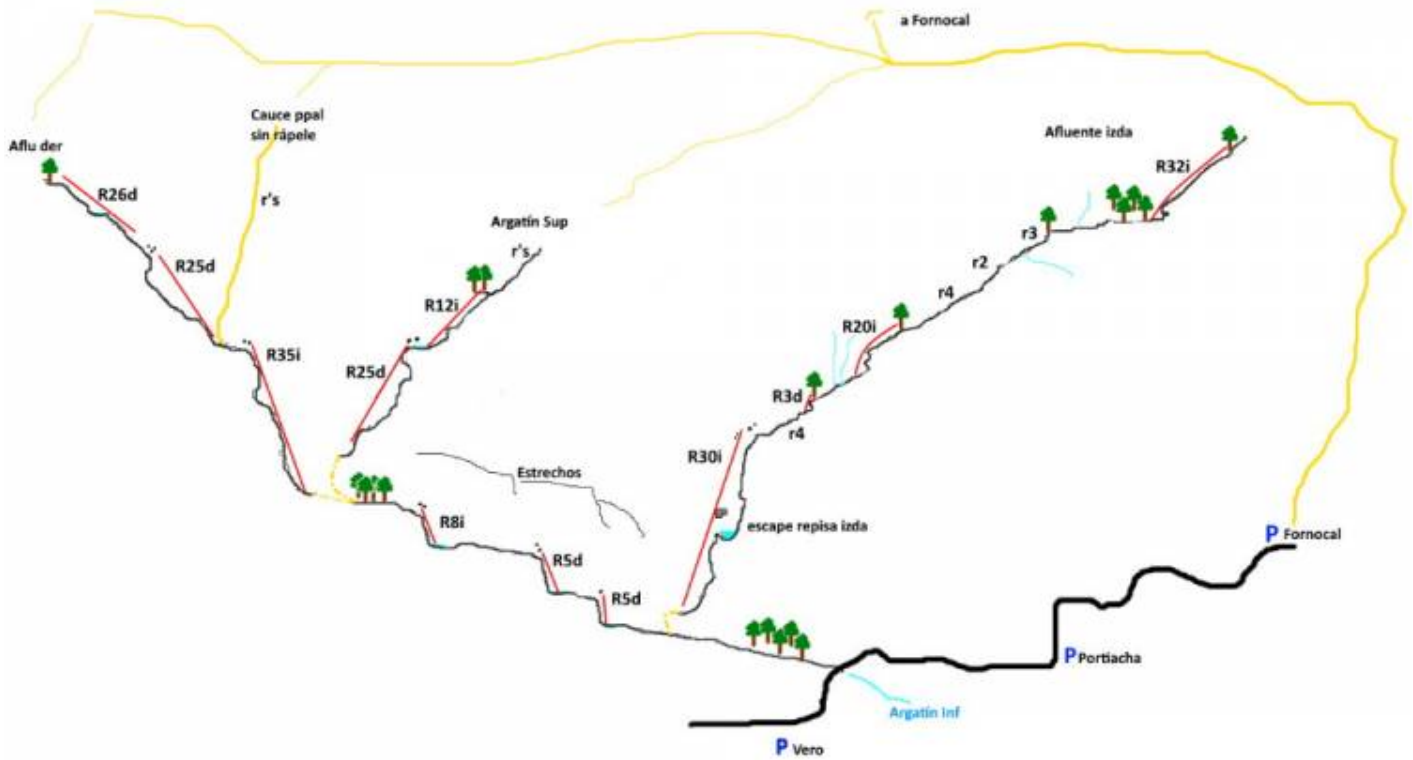 a Fornocal
Cauce ppal
sin rápele
Aflu der
Afluente izda
R32i
R26d
r's
Argatín Sup
r's
r3
R25d
r2
R12i
r4
R20i
R35i
R25d
R3d
r4
R30i
Estrechos
R8i
escape repisa izda
P Fornocal
R5d
R5d
P Portiacha
Argatín Inf
P Vero